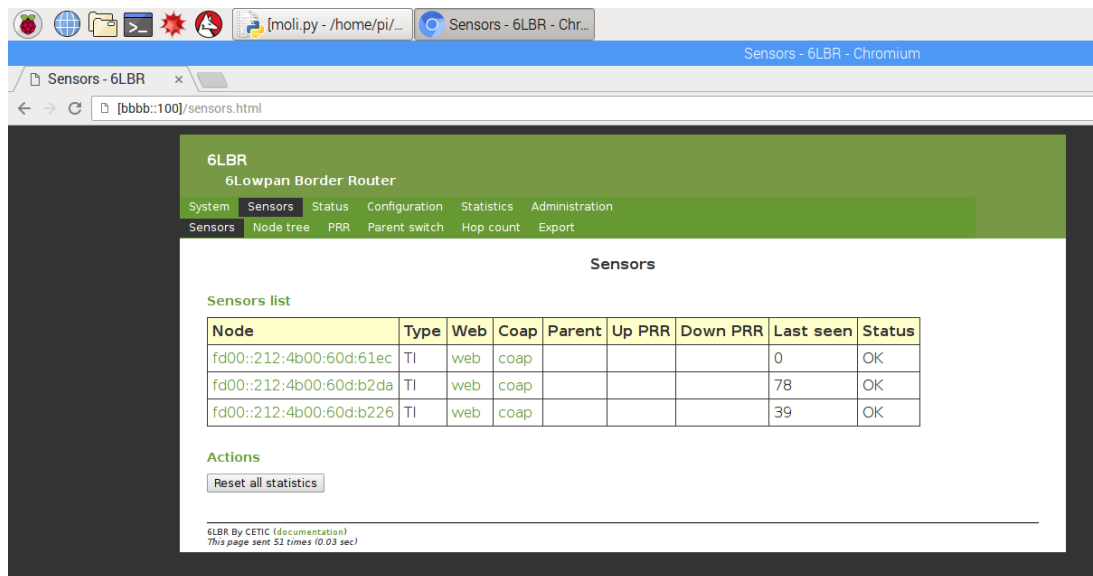 [moli.py - /home/pi/... Sensors - 6LBR - Chr...
Sensors - 6LBR - Chromium
Sensors - 6LBR ×
[bbbb::100]/sensors.html
6LBR
6Lowpan Border Router
System Sensors Status Configuration Statistics Administration
Sensors Node tree PRR Parent switch Hop count Export
Sensors
Sensors list
Node Type Web Coap Parent Up PRR Down PRR Last seen Status
fd00::212:4b00:60d:61ec TI web coap 0 OK
fd00::212:4b00:60d:b2da TI web coap 78 OK
fd00::212:4b00:60d:b226 TI web coap 39 OK
Actions
Reset all statistics
6LBR By CETIC (documentation)
This page sent 51 times (0.03 sec)